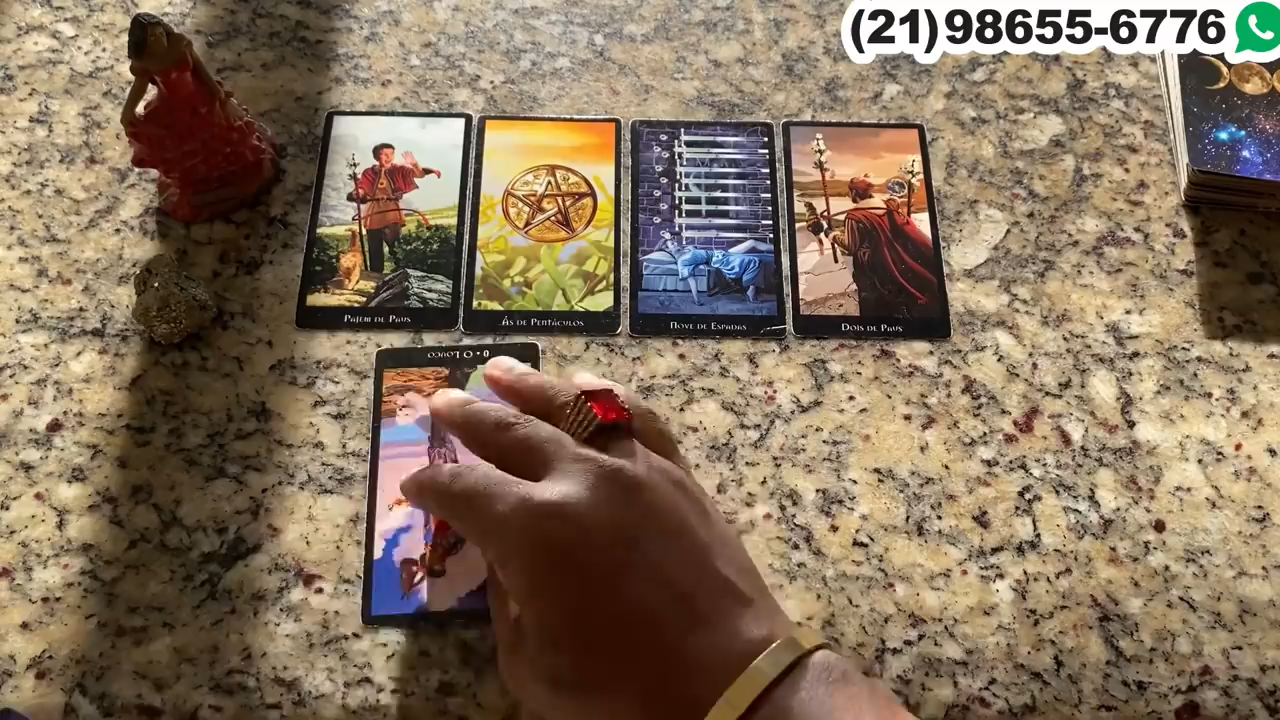 (21)98655-6776
Pajem de Paus
Ás de Pentáculos
Nove de Espadas
Dois de Paus
0 • O Louco